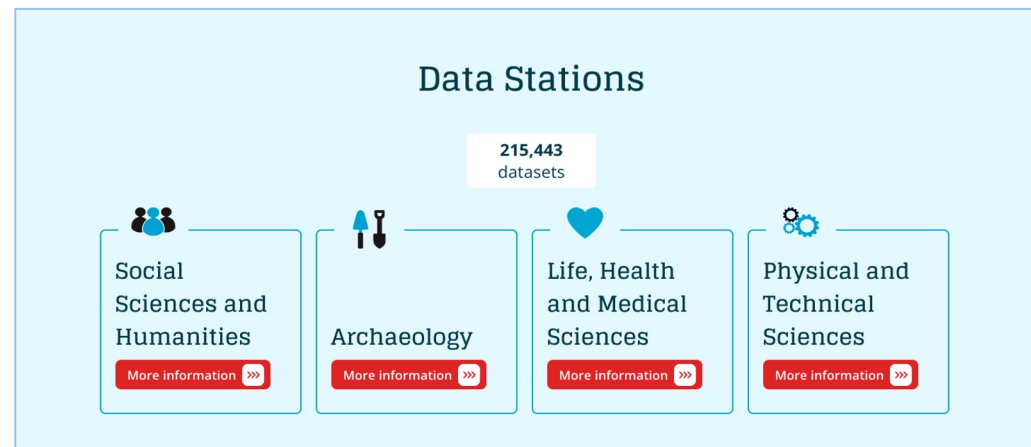 Data Stations
215,443
datasets
Social
Sciences and
Humanities
More information
Archaeology
More information
Life, Health
and Medical
Sciences
More information
Physical and
Technical
Sciences
More information